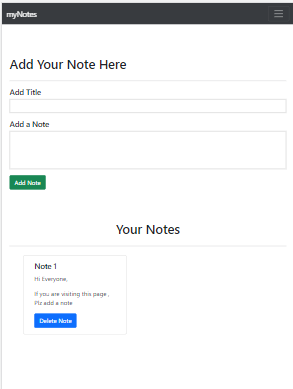 myNotes
Add Your Note Here
Add Title
Add a Note
Add Note
Your Notes
Note 1
Hi Everyone,
If you are visiting this page ,
Plz add a note
Delete Note